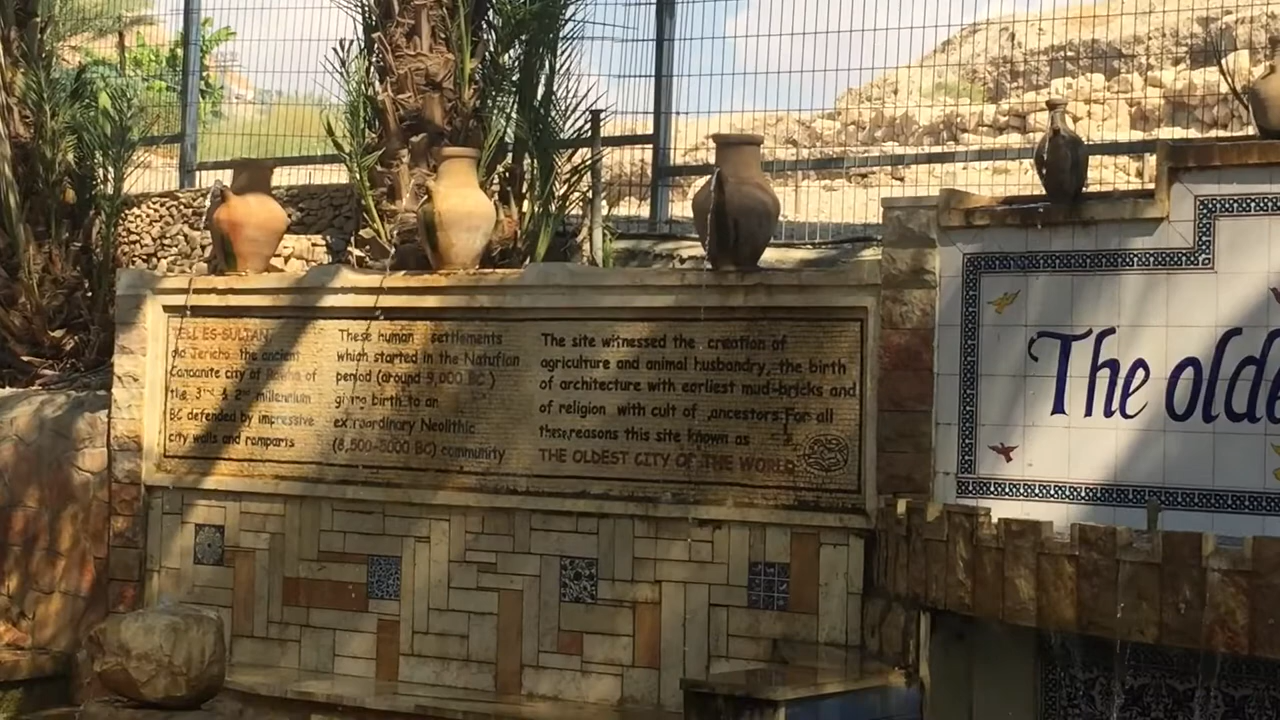 TELL ES-SULTAN,
old Jericho, the ancient
Canaanite city of
the, 3rd & 2nd millennium
BC defended by impressive
city walls and ramparts
These human settlements
which started in the Natufian
period (around 9,000 BC)
giving birth to an
extraordinary Neolithic
(8,500-5000 BC) community
The site witnessed the creation of
agriculture and animal husbandry, the birth
of architecture with earliest mud-bricks and
of religion with cult of ancestors. For all
these reasons this site known as
THE OLDEST CITY OF THE WORLD
The olde